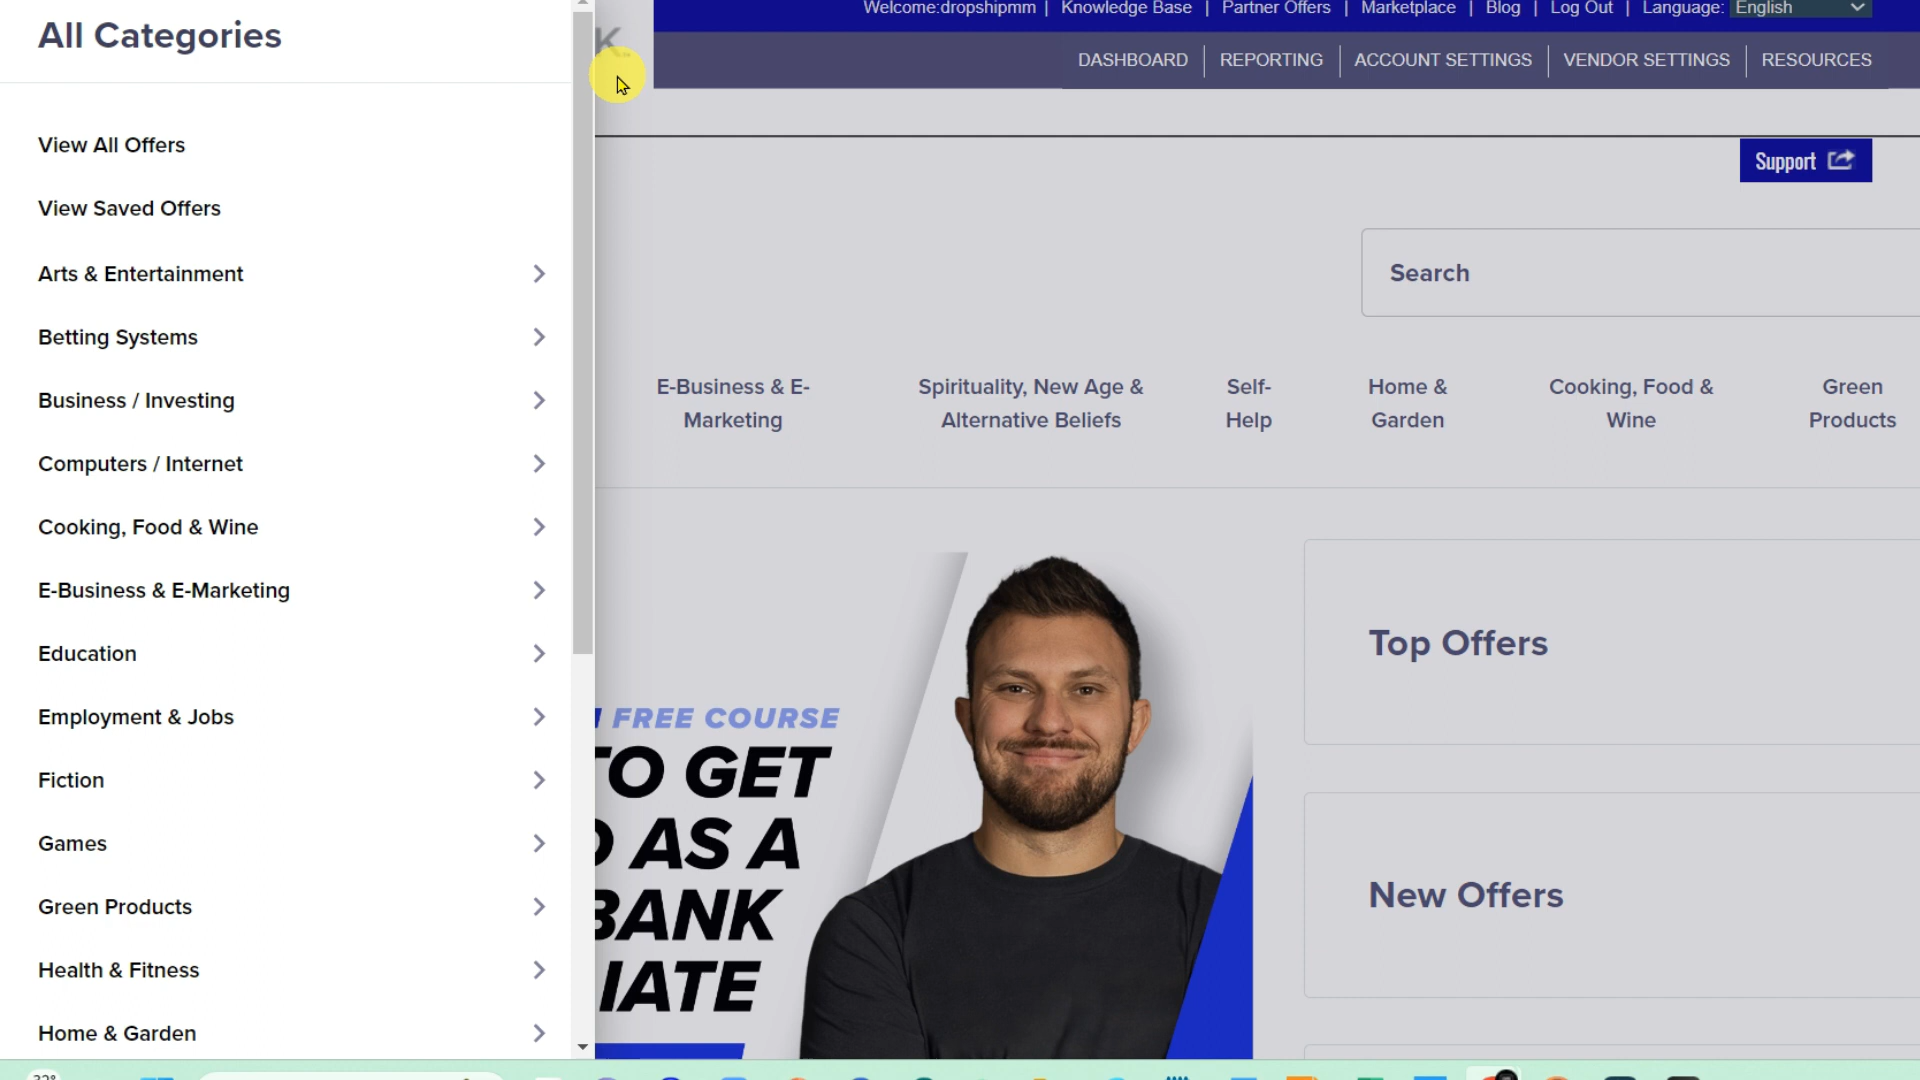 All Categories
View All Offers
View Saved Offers
Arts & Entertainment
Betting Systems
Business / Investing
Computers / Internet
Cooking, Food & Wine
E-Business & E-Marketing
Education
Employment & Jobs
Fiction
Games
Green Products
Health & Fitness
Home & Garden
K
Welcome:dropshipmm | Knowledge Base | Partner Offers | Marketplace | Blog | Log Out | Language: English
DASHBOARD REPORTING ACCOUNT SETTINGS VENDOR SETTINGS RESOURCES
Support
Search
E-Business & E-
Marketing
Spirituality, New Age &
Alternative Beliefs
Self-
Help
Home &
Garden
Cooking, Food &
Wine
Green
Products
FREE COURSE
TO GET
AS A
BANK
IATE
Top Offers
New Offers